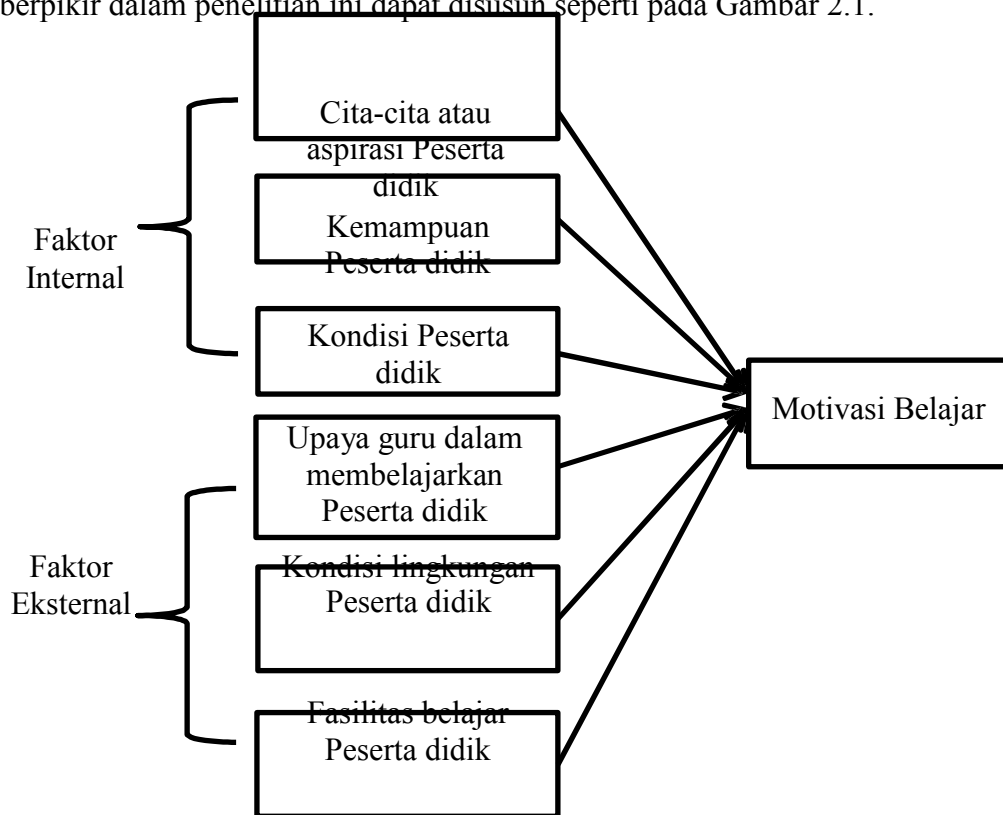 berpikir dalam penelitian ini dapat disusun seperti pada Gambar 2.1.
Cita-cita atau
aspirasi Peserta
didik
Kemampuan
Peserta didik
Faktor
Internal
Kondisi Peserta
didik
Motivasi Belajar
Upaya guru dalam
membelajarkan
Peserta didik
Faktor
Eksternal
Kondisi lingkungan
Peserta didik
Fasilitas belajar
Peserta didik